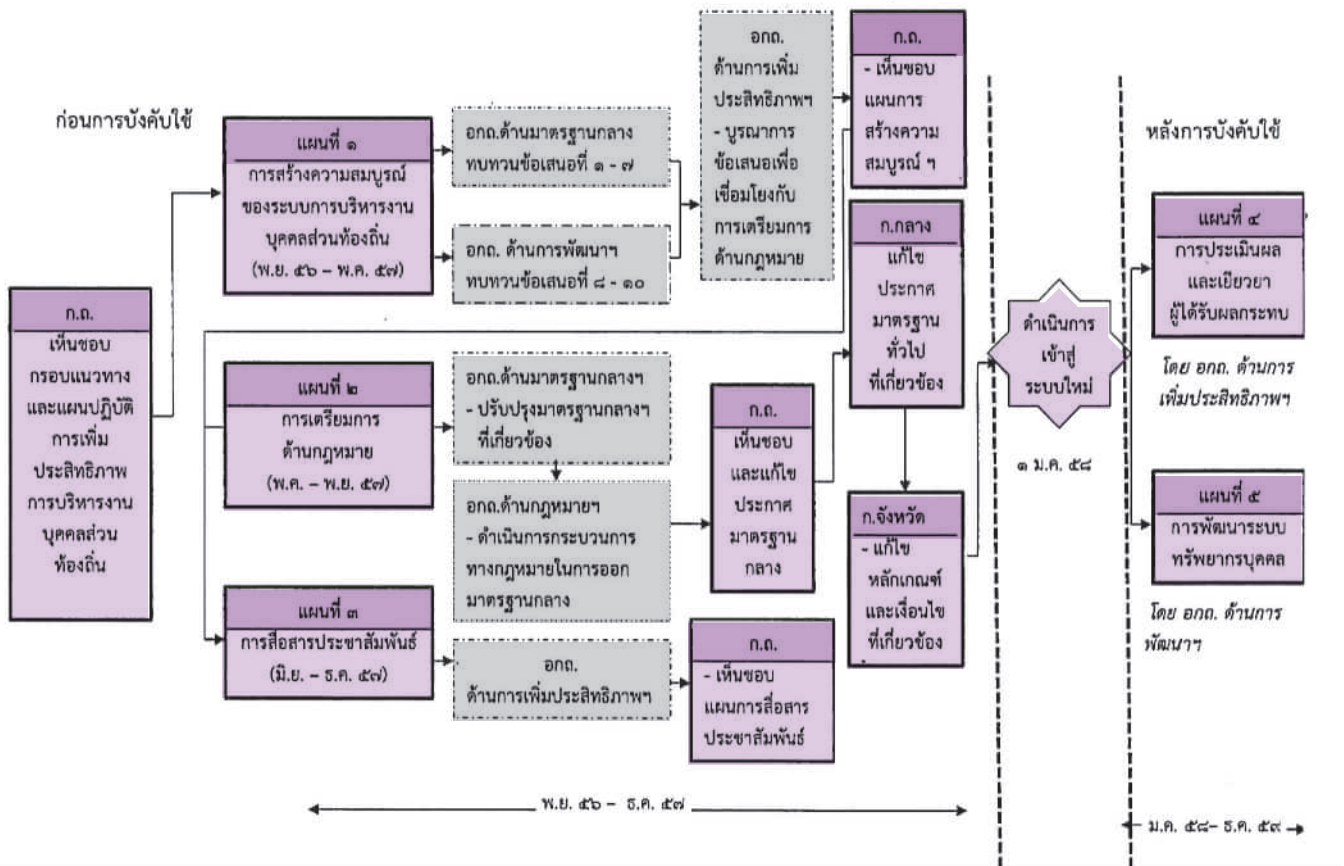 ก่อนการบังคับใช้
ก.ถ.
เห็นชอบ
กรอบแนวทาง
และแผนปฏิบัติ
การเพิ่ม
ประสิทธิภาพ
การบริหารงาน
บุคคลส่วน
ท้องถิ่น
แผนที่ ๑
การสร้างความสมบูรณ์
ของระบบการบริหารงาน
บุคคลส่วนท้องถิ่น
(พ.ย. ๕๖ – พ.ค. ๕๗)
อกถ.ด้านมาตรฐานกลาง
ทบทวนข้อเสนอที่ ๑ - ๗
อกถ. ด้านการพัฒนาฯ
ทบทวนข้อเสนอที่ ๘ - ๑๐
อกถ.
ด้านการเพิ่ม
ประสิทธิภาพฯ
- บูรณาการ
ข้อเสนอเพื่อ
เชื่อมโยงกับ
การเตรียมการ
ด้านกฎหมาย
ก.ถ.
- เห็นชอบ
แผนการ
สร้างความ
สมบูรณ์ ฯ
แผนที่ ๒
การเตรียมการ
ด้านกฎหมาย
(พ.ค. – พ.ย. ๕๗)
อกถ.ด้านมาตรฐานกลางฯ
- ปรับปรุงมาตรฐานกลางฯ
ที่เกี่ยวข้อง
อกถ.ด้านกฎหมายฯ
- ดำเนินการกระบวนการ
ทางกฎหมายในการออก
มาตรฐานกลาง
ก.ถ.
เห็นชอบ
และแก้ไข
ประกาศ
มาตรฐาน
กลาง
ก.กลาง
แก้ไข
ประกาศ
มาตรฐาน
ทั่วไป
ที่เกี่ยวข้อง
ก.จังหวัด
- แก้ไข
หลักเกณฑ์
และเงื่อนไข
ที่เกี่ยวข้อง
แผนที่ ๓
การสื่อสารประชาสัมพันธ์
(มิ.ย. – ธ.ค. ๕๗)
อกถ.
ด้านการเพิ่มประสิทธิภาพฯ
ก.ถ.
- เห็นชอบ
แผนการสื่อสาร
ประชาสัมพันธ์
พ.ย. ๕๖ – ธ.ค. ๕๗
ดำเนินการ
เข้าสู่
ระบบใหม่
๑ ม.ค. ๕๘
หลังการบังคับใช้
แผนที่ ๔
การประเมินผล
และเยียวยา
ผู้ได้รับผลกระทบ
โดย อกถ. ด้านการ
เพิ่มประสิทธิภาพฯ
แผนที่ ๕
การพัฒนาระบบ
ทรัพยากรบุคคล
โดย อกถ. ด้านการ
พัฒนาฯ
ม.ค. ๕๘– ธ.ค. ๕๙